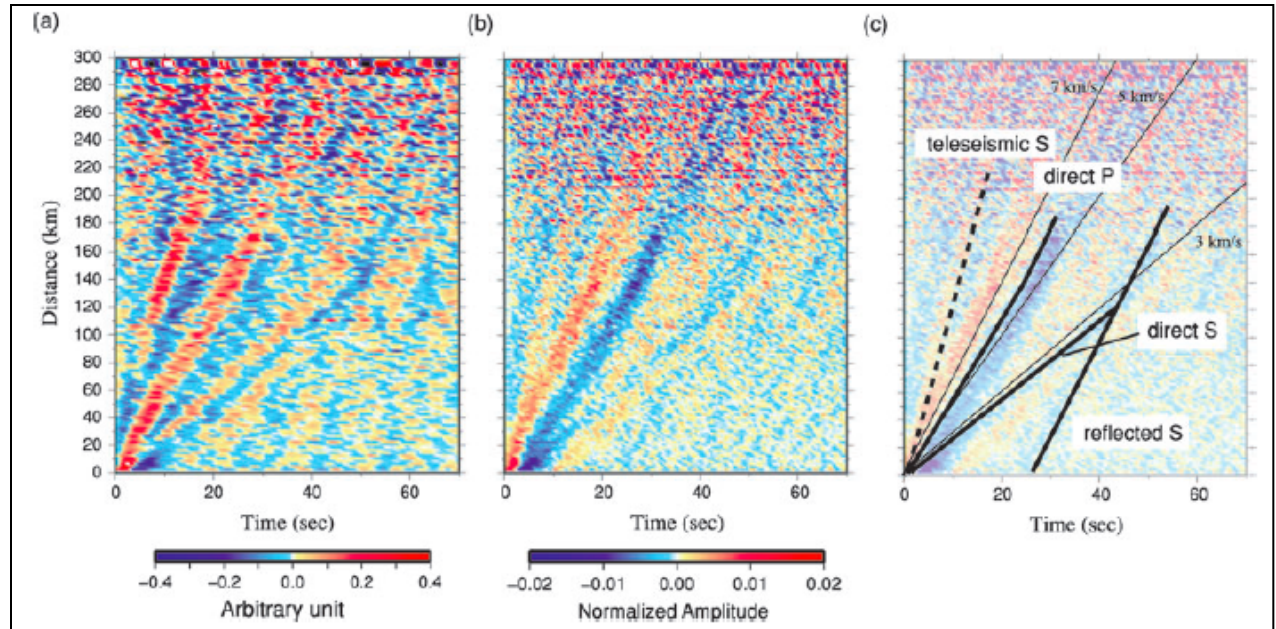 (a)
(b)
(c)
300
280
260
240
220
200
180
160
140
120
100
80
60
40
20
0
Distance (km)
0 20 40 60
Time (sec)
−0.4 −0.2 0.0 0.2 0.4
Arbitrary unit
0 20 40 60
Time (sec)
−0.02 −0.01 0.00 0.01 0.02
Normalized Amplitude
7 km/s
5 km/s
teleseismic S
direct P
3 km/s
direct S
reflected S
0 20 40 60
Time (sec)